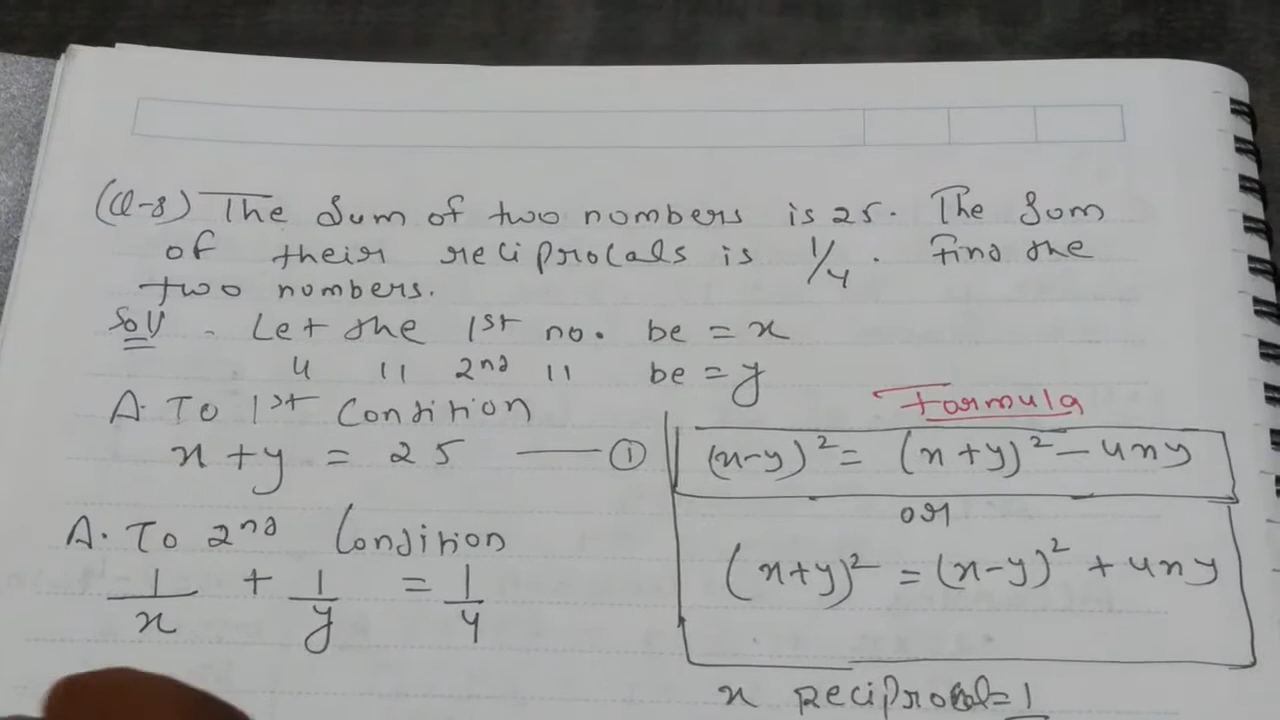 (Q-8) The Sum of two numbers is 25. The Sum
of their reciprocals is 1/4. Find the
two numbers.
Sol - Let the 1st no. be = x
" " 2nd " be = y
A. To 1st Condition
x + y = 25 —— ①
Formula
(x-y)² = (x+y)² - 4xy
or
(x+y)² = (x-y)² + 4xy
A. To 2nd Condition
1/x + 1/y = 1/4
x reciprocal = 1